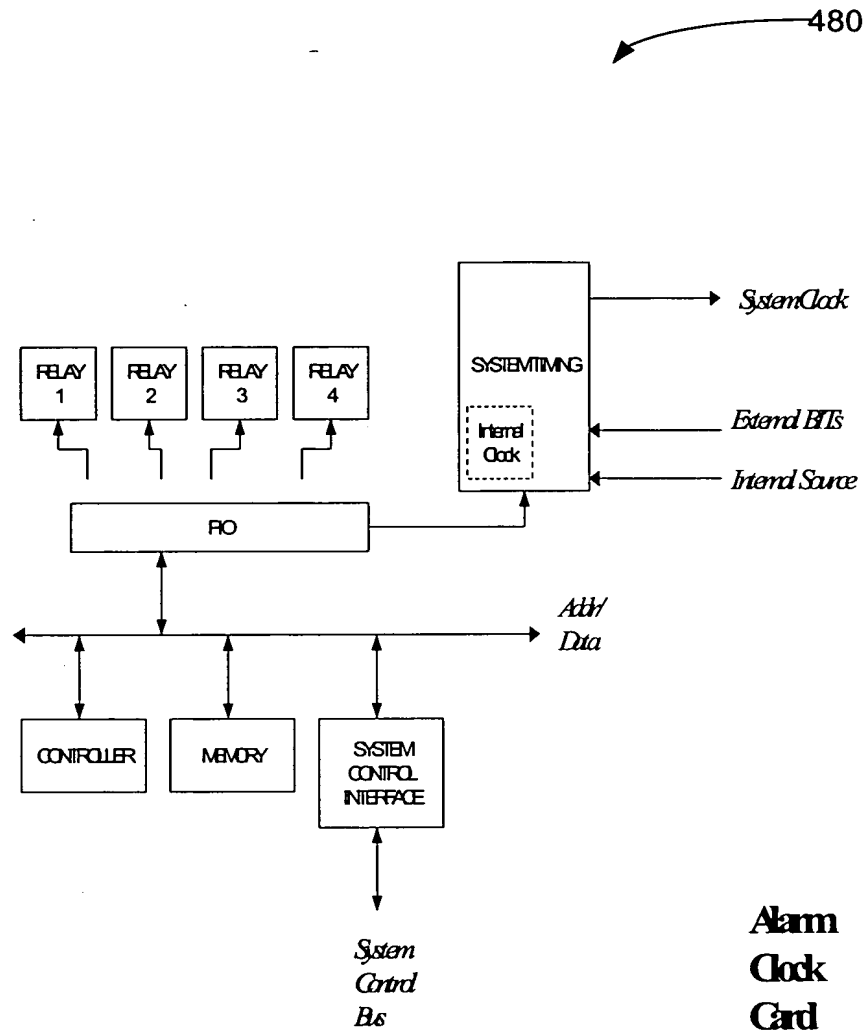 480
System Clock
RELAY
1
RELAY
2
RELAY
3
RELAY
4
SYSTEM TIMING
Internal
Clock
External BITs
Internal Source
PIO
Addr/
Data
CONTROLLER
MEMORY
SYSTEM
CONTROL
INTERFACE
System
Control
Bus
Alarm
Clock
Card